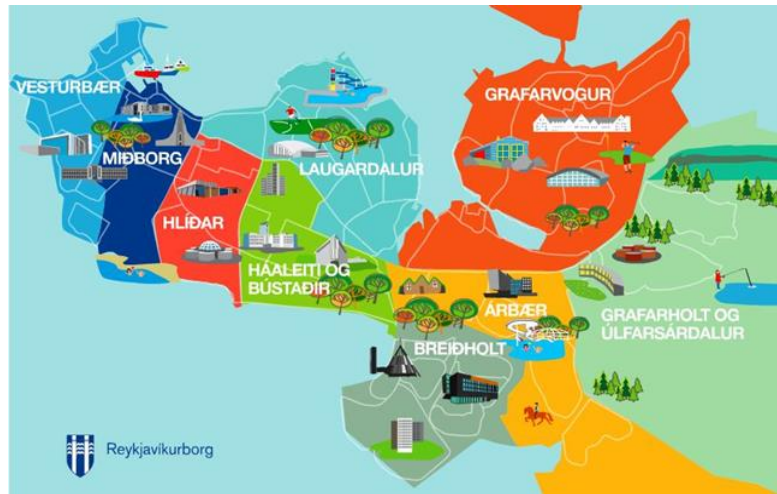 VESTURBÆR
MIÐBORG
HLÍÐAR
LAUGARDALUR
HÁALEITI OG
BÚSTAÐIR
GRAFARVOGUR
ÁRBÆR
BREIÐHOLT
GRAFARHOLT OG
ÚLFARSÁRDALUR
Reykjavíkurborg